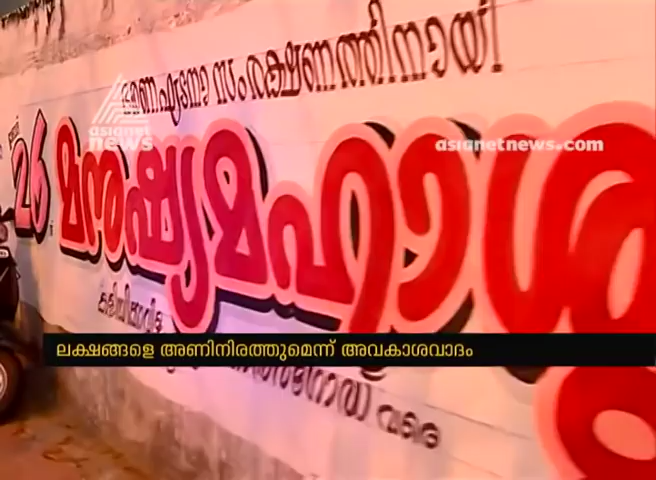 ഭരണഘടനാ സംരക്ഷണത്തിനായി
asianet news
asianetnews.com
26
മനുഷ്യമഹാശൃ
ലക്ഷങ്ങളെ അണിനിരത്തുമെന്ന് അവകാശവാദം
വരെ